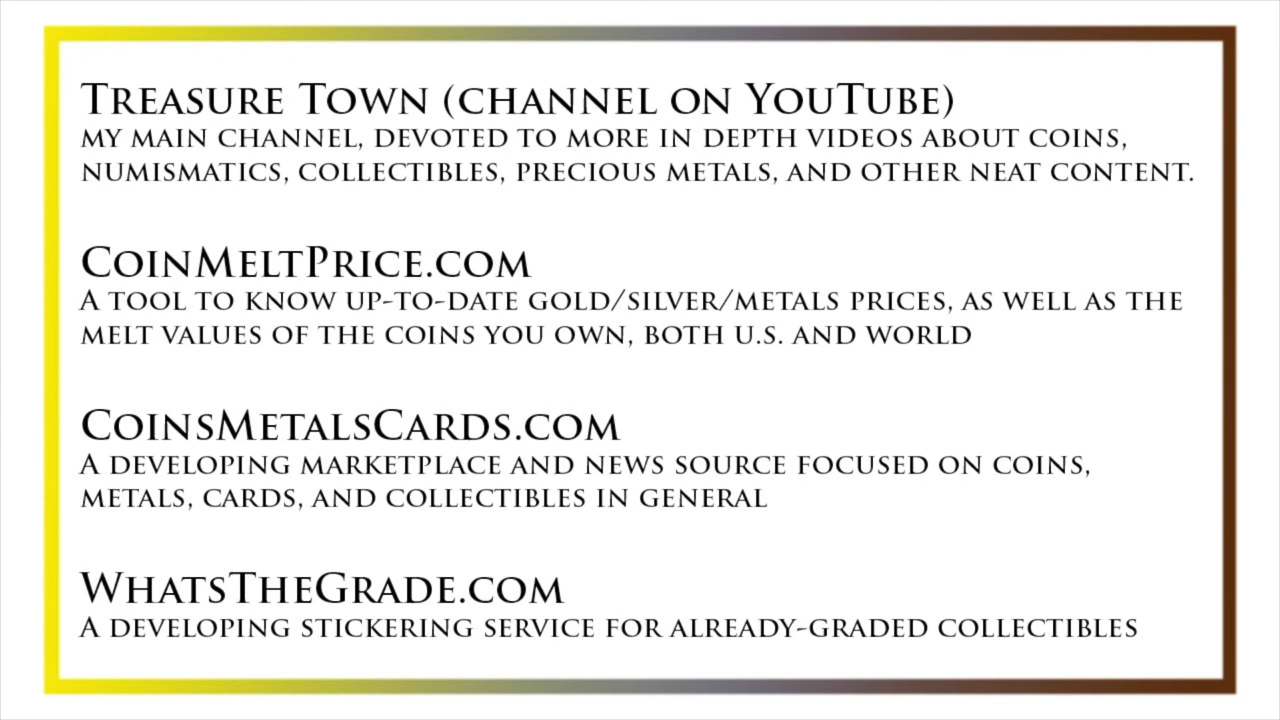 Treasure Town (channel on YouTube)
my main channel, devoted to more in depth videos about coins,
numismatics, collectibles, precious metals, and other neat content.
CoinMeltPrice.com
A tool to know up-to-date gold/silver/metals prices, as well as the
melt values of the coins you own, both U.S. and world
CoinsMetalsCards.com
A developing marketplace and news source focused on coins,
metals, cards, and collectibles in general
WhatsTheGrade.com
A developing stickering service for already-graded collectibles